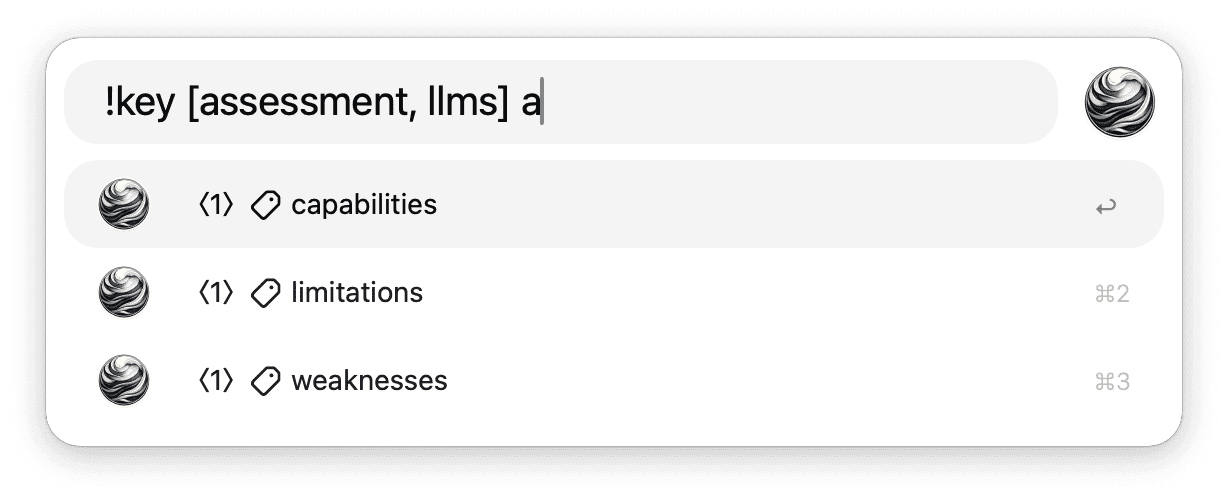 !key [assessment, llms] a
⟨1⟩ capabilities ↩
⟨1⟩ limitations ⌘2
⟨1⟩ weaknesses ⌘3